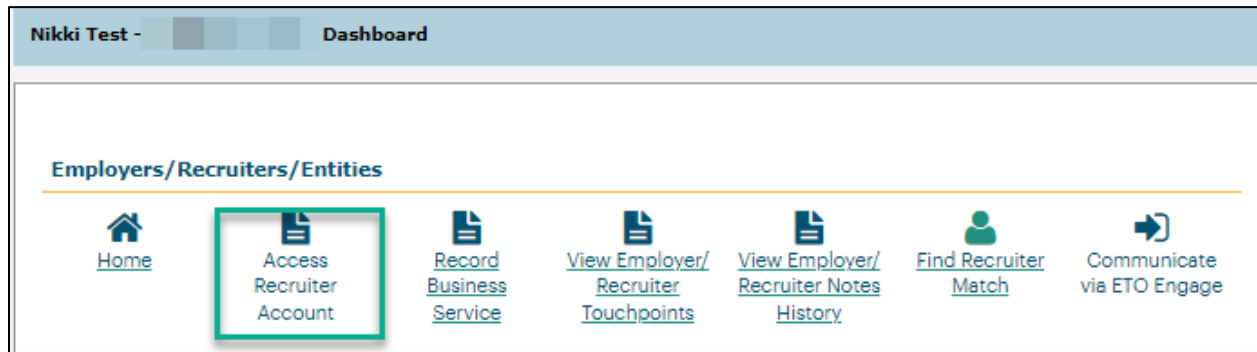 Nikki Test - Dashboard
Employers/Recruiters/Entities
Home
Access
Recruiter
Account
Record
Business
Service
View Employer/
Recruiter
Touchpoints
View Employer/
Recruiter Notes
History
Find Recruiter
Match
Communicate
via ETO Engage